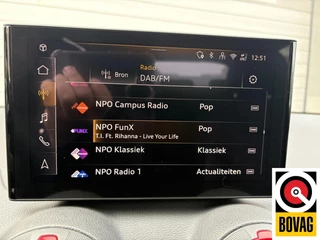 Radio
12:51
Bron
DAB/FM
NPO Campus Radio Pop
FUNX NPO FunX Pop
T.I. Ft. Rihanna - Live Your Life
NPO Klassiek Klassiek
NPO Radio 1 Actualiteiten
BOVAG